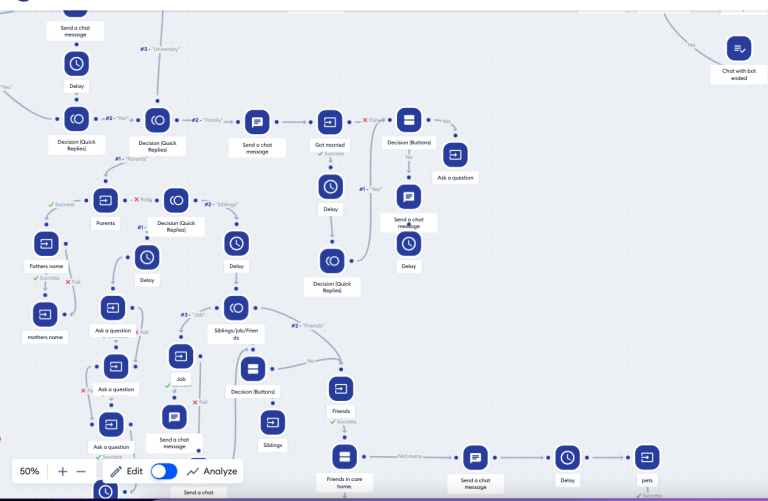 Send a chat
message
Delay
"Yes"
Decision (Quick
Replies)
#2 - "No"
#3 - "University"
Decision (Quick
Replies)
#2 - "Family"
Send a chat
message
Got married
Success
Fail
Decision (Buttons)
Yes
Ask a question
No
Send a chat
message
Delay
#1 - "Yes"
Delay
Decision (Quick
Replies)
No
Chat with bot
ended
#1 - "Parents"
Success
Parents
Fail
Decision (Quick
Replies)
#2 - "Siblings"
#1 -
Delay
Delay
Fathers name
Success
Fail
mothers name
Ask a question
Fail
Ask a question
Ask a question
Success
#3 - "Job"
Siblings/job/Frien
ds
#2 - "Friends"
Job
Fail
Send a chat
message
Decision (Buttons)
No
Siblings
Friends
Success
Friends in care
home.
Not many
Send a chat
message
Delay
pets
Success
50%
Edit
Analyze
Send a chat